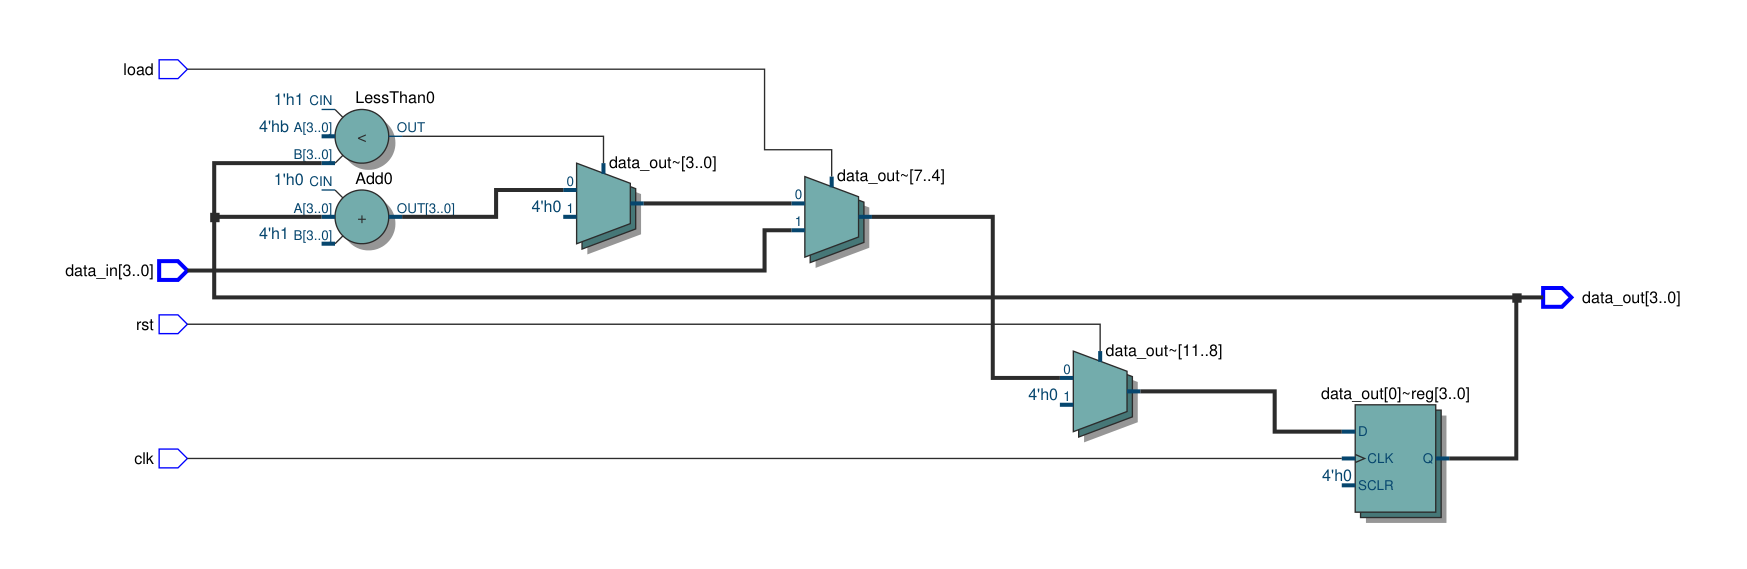 load
LessThan0
1'h1 CIN
4'hb A[3..0]
B[3..0]
<
OUT
1'h0 CIN
Add0
A[3..0]
4'h1 B[3..0]
+
OUT[3..0]
data_out~[3..0]
0
4'h0 1
data_out~[7..4]
0
1
data_in[3..0]
data_out[3..0]
rst
data_out~[11..8]
0
4'h0 1
data_out[0]~reg[3..0]
D
clk
CLK
Q
4'h0
SCLR